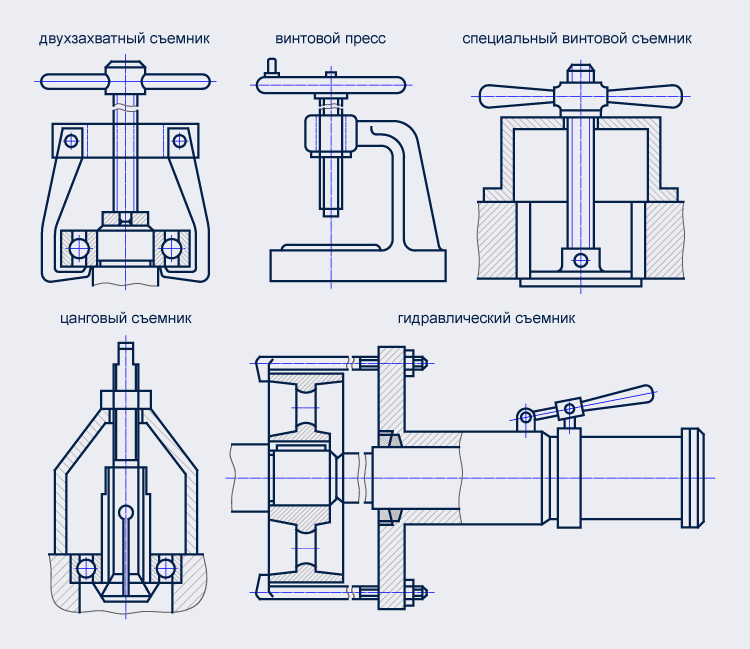 двухзахватный съемник
винтовой пресс
специальный винтовой съемник
цанговый съемник
гидравлический съемник